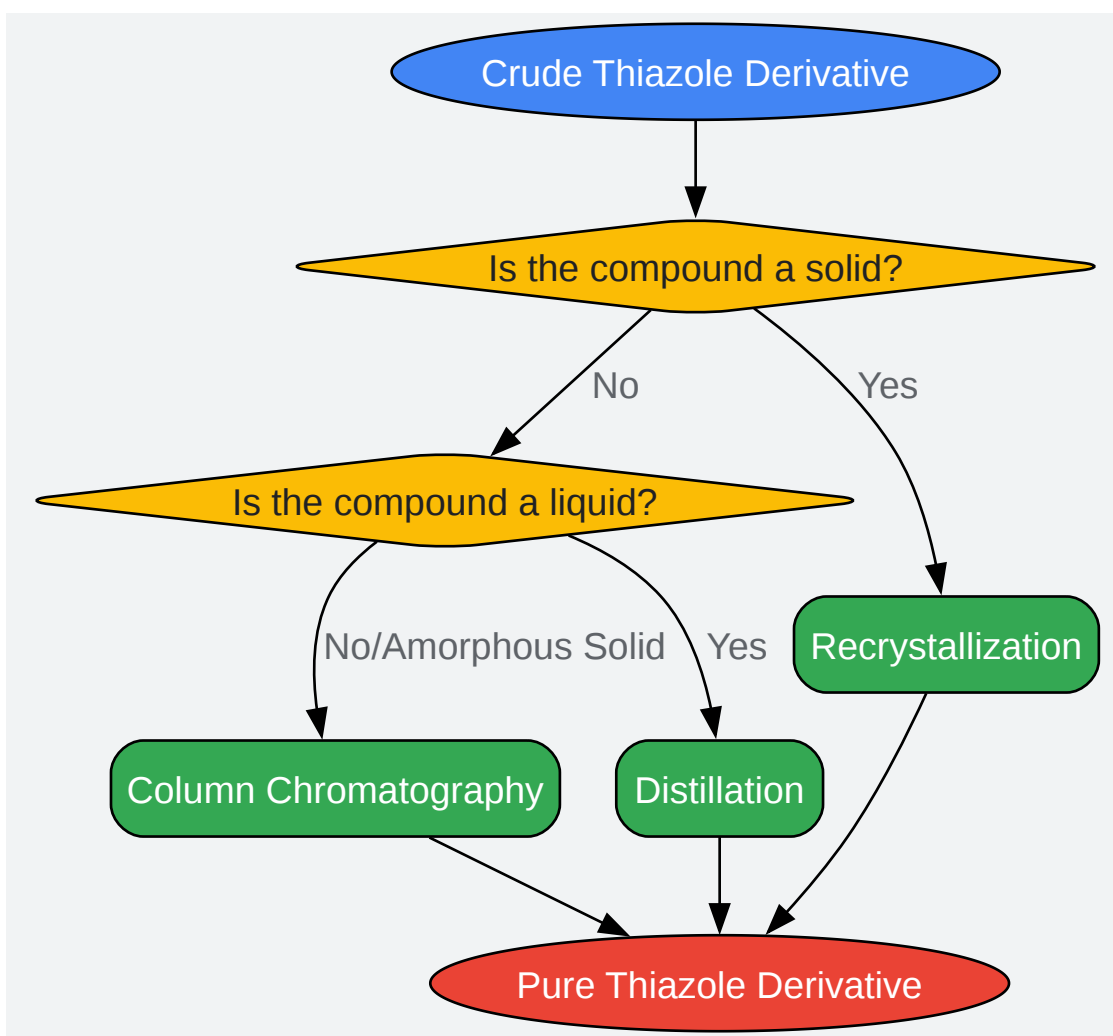 Crude Thiazole Derivative
Is the compound a solid?
No
Yes
Is the compound a liquid?
No/Amorphous Solid
Yes
Recrystallization
Column Chromatography
Distillation
Pure Thiazole Derivative